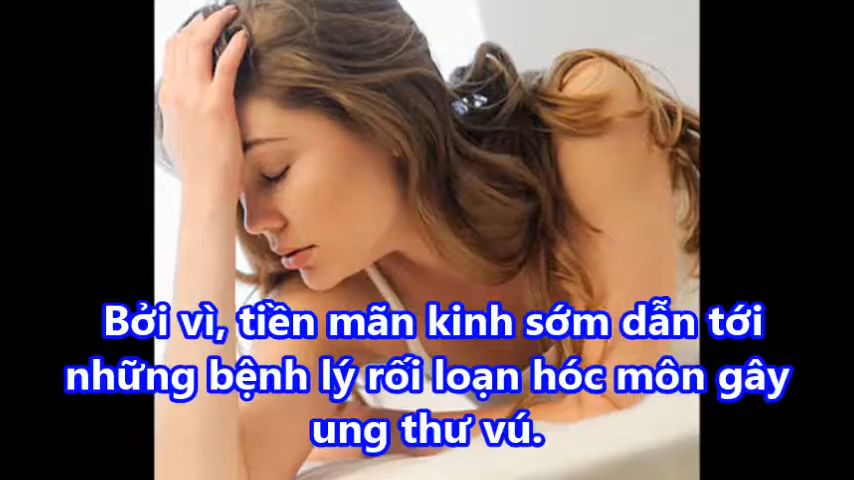 Bởi vì, tiền mãn kinh sớm dẫn tới
những bệnh lý rối loạn hóc môn gây
ung thư vú.